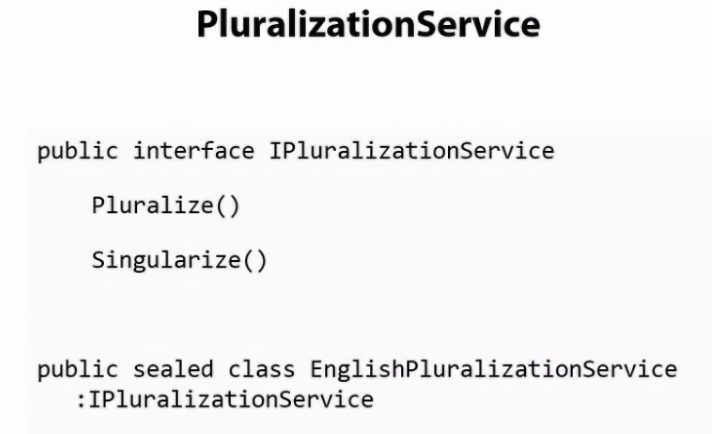 PluralizationService
public interface IPluralizationService
Pluralize()
Singularize()
public sealed class EnglishPluralizationService
:IPluralizationService